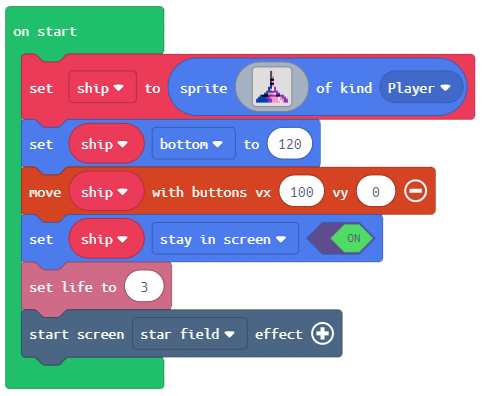 on start
set ship to sprite of kind Player
set ship bottom to 120
move ship with buttons vx 100 vy 0
set ship stay in screen ON
set life to 3
start screen star field effect